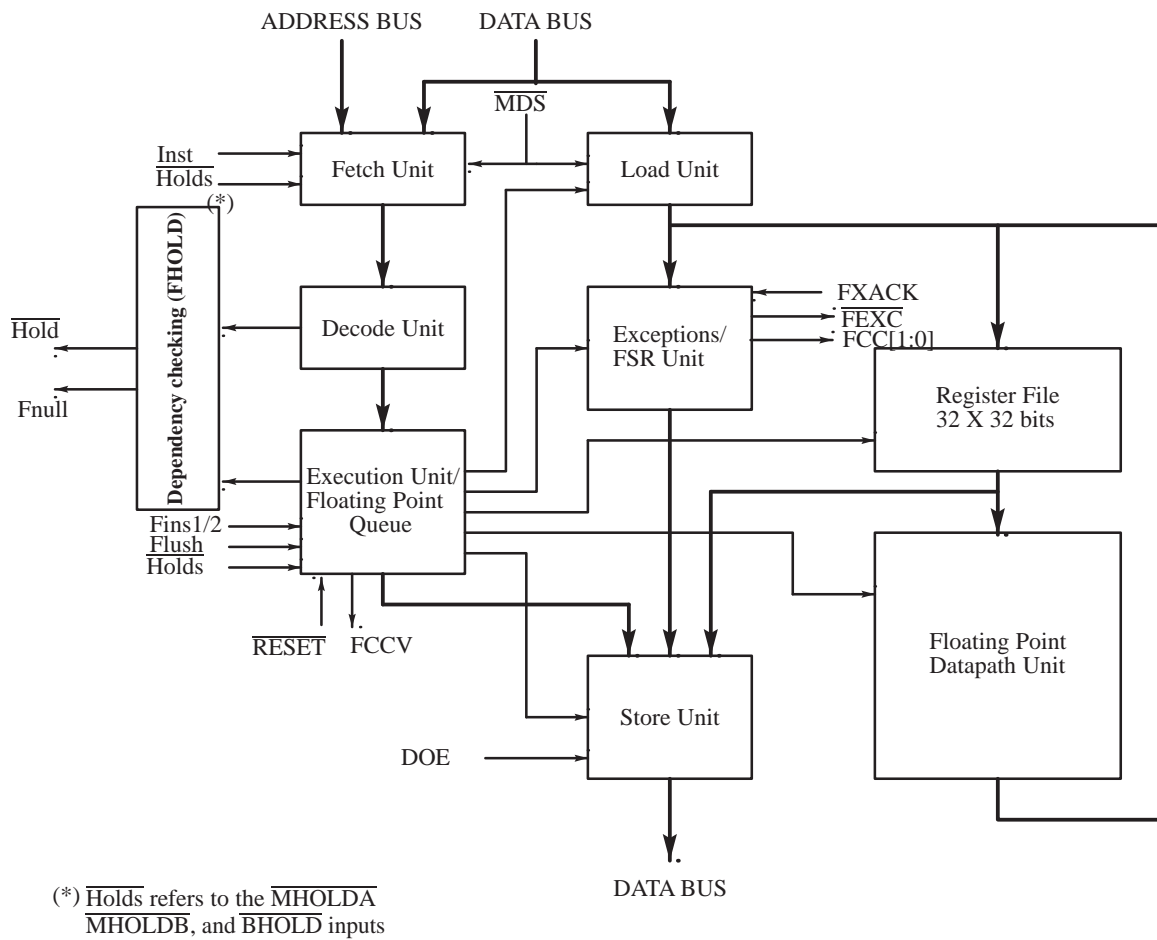 ADDRESS BUS
DATA BUS
MDS
Inst
Holds
(*)
Fetch Unit
Load Unit
Dependency checking (FHOLD)
Hold
Fnull
Decode Unit
Exceptions/
FSR Unit
FXACK
FEXC
FCC[1:0]
Register File
32 X 32 bits
Execution Unit/
Floating Point
Queue
Fins1/2
Flush
Holds
RESET
FCCV
Floating Point
Datapath Unit
Store Unit
DOE
DATA BUS
(*) Holds refers to the MHOLDA
MHOLDB, and BHOLD inputs